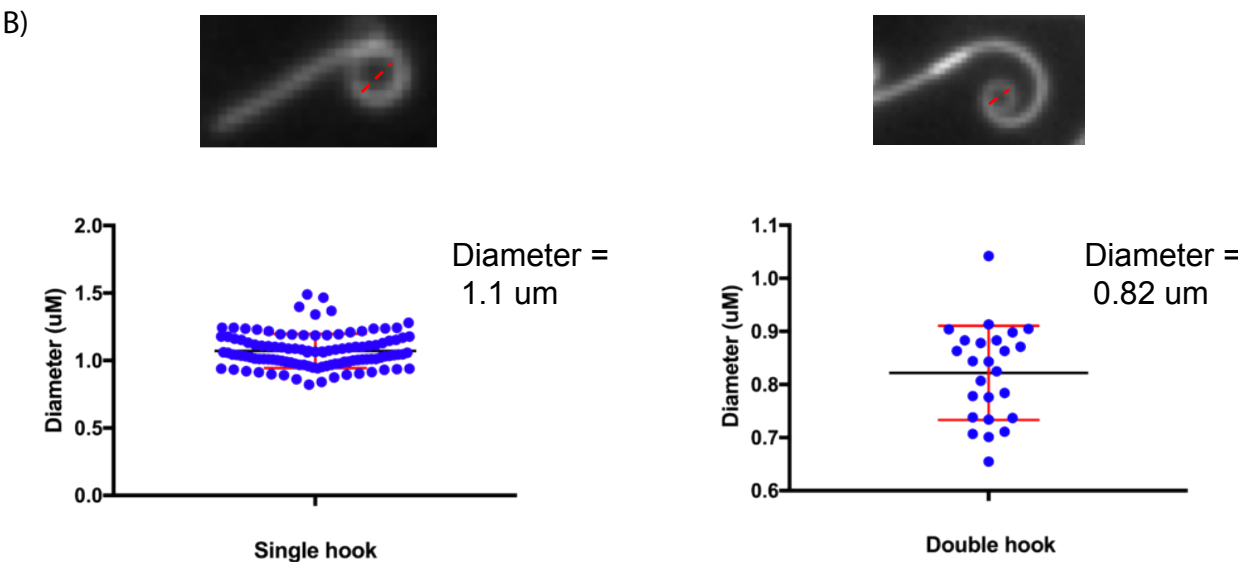 B)
2.0
1.5
1.0
0.5
0.0
Diameter (uM)
Single hook
Diameter =
1.1 um
1.1
1.0
0.9
0.8
0.7
0.6
Diameter (uM)
Double hook
Diameter =
0.82 um